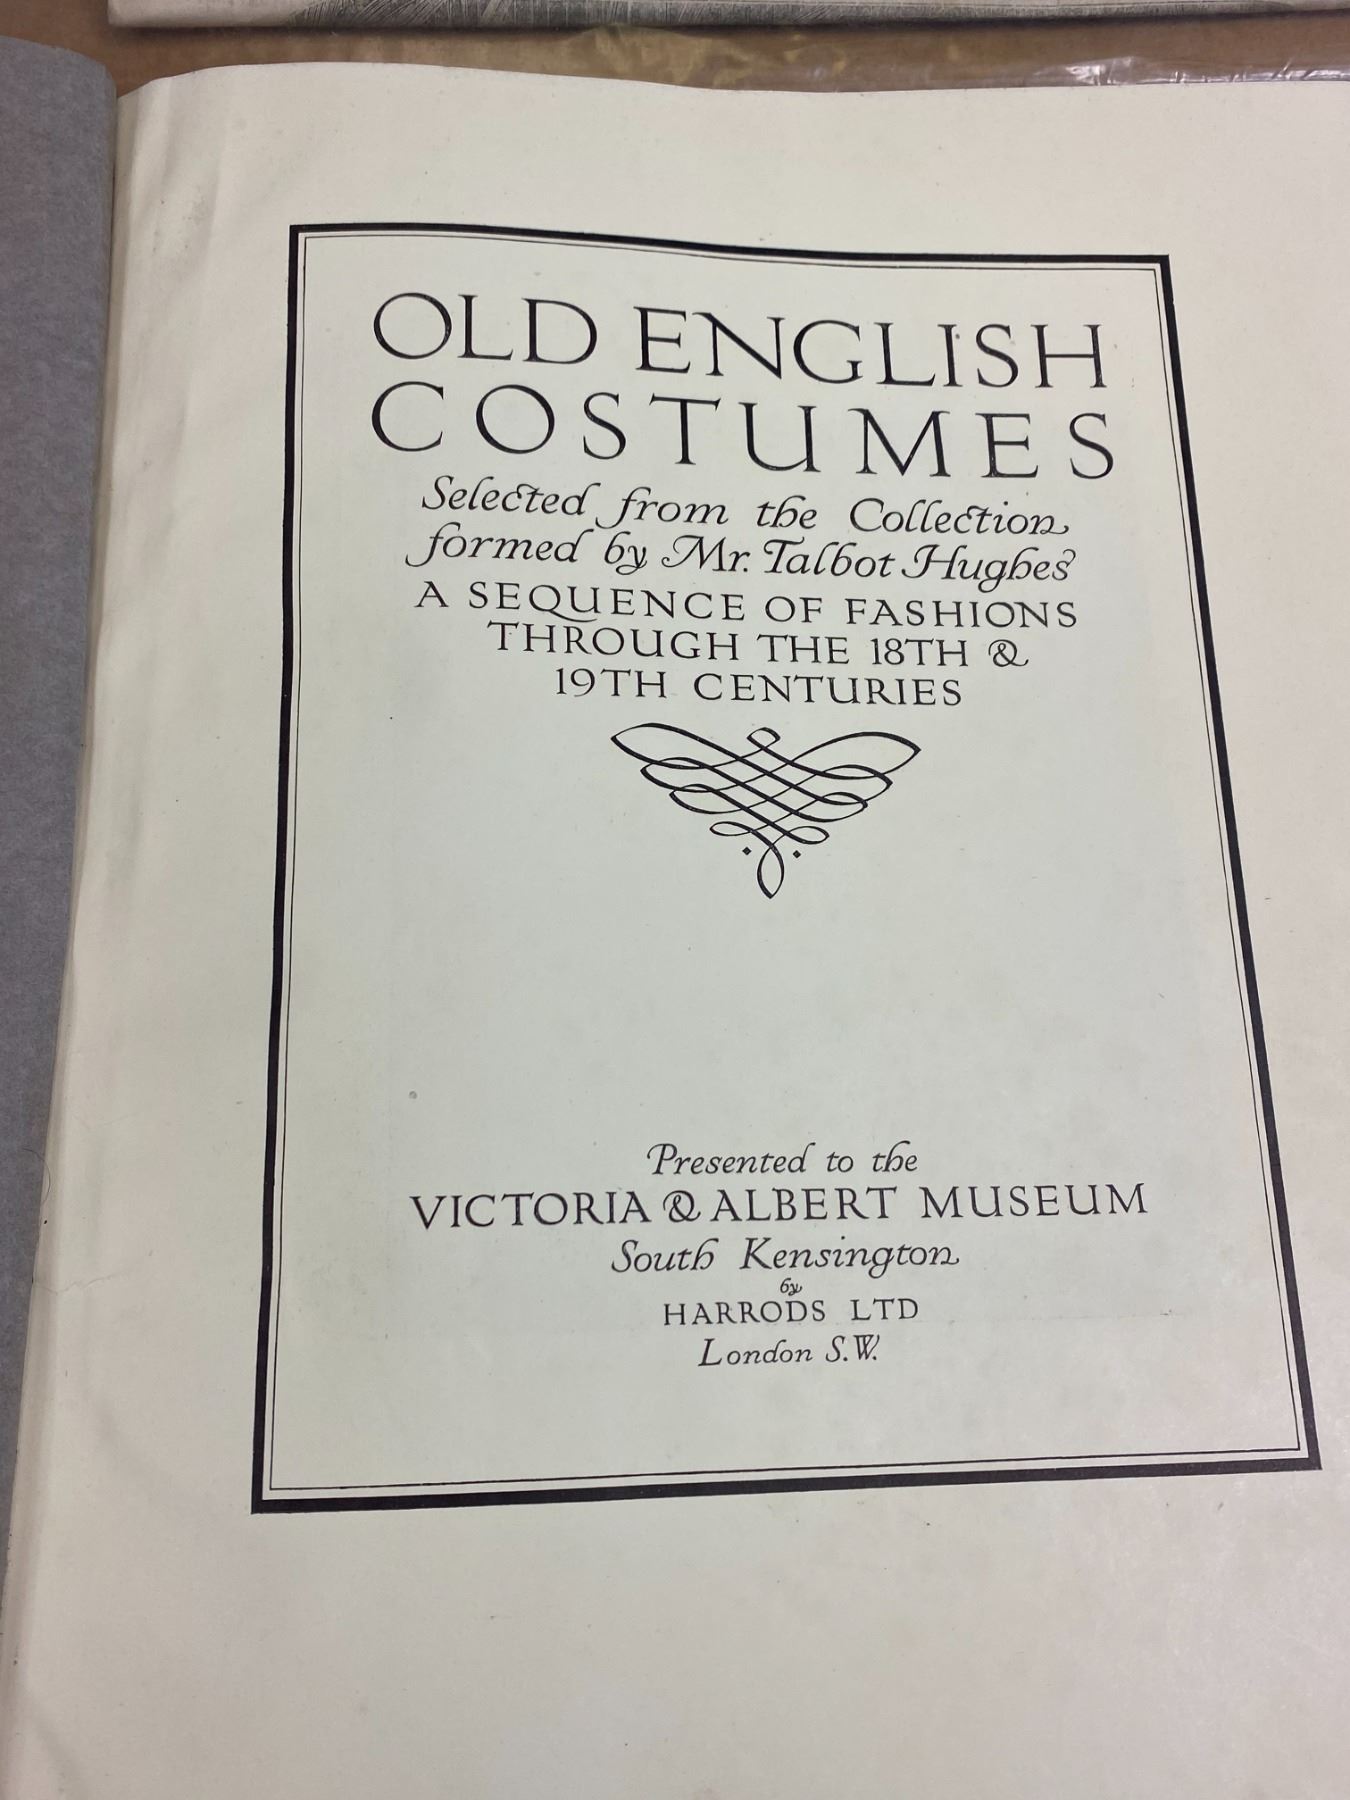 OLD ENGLISH
COSTUMES
Selected from the Collection
formed by Mr. Talbot Hughes
A SEQUENCE OF FASHIONS
THROUGH THE 18TH &
19TH CENTURIES
Presented to the
VICTORIA & ALBERT MUSEUM
South Kensington
by
HARRODS LTD
London S.W.